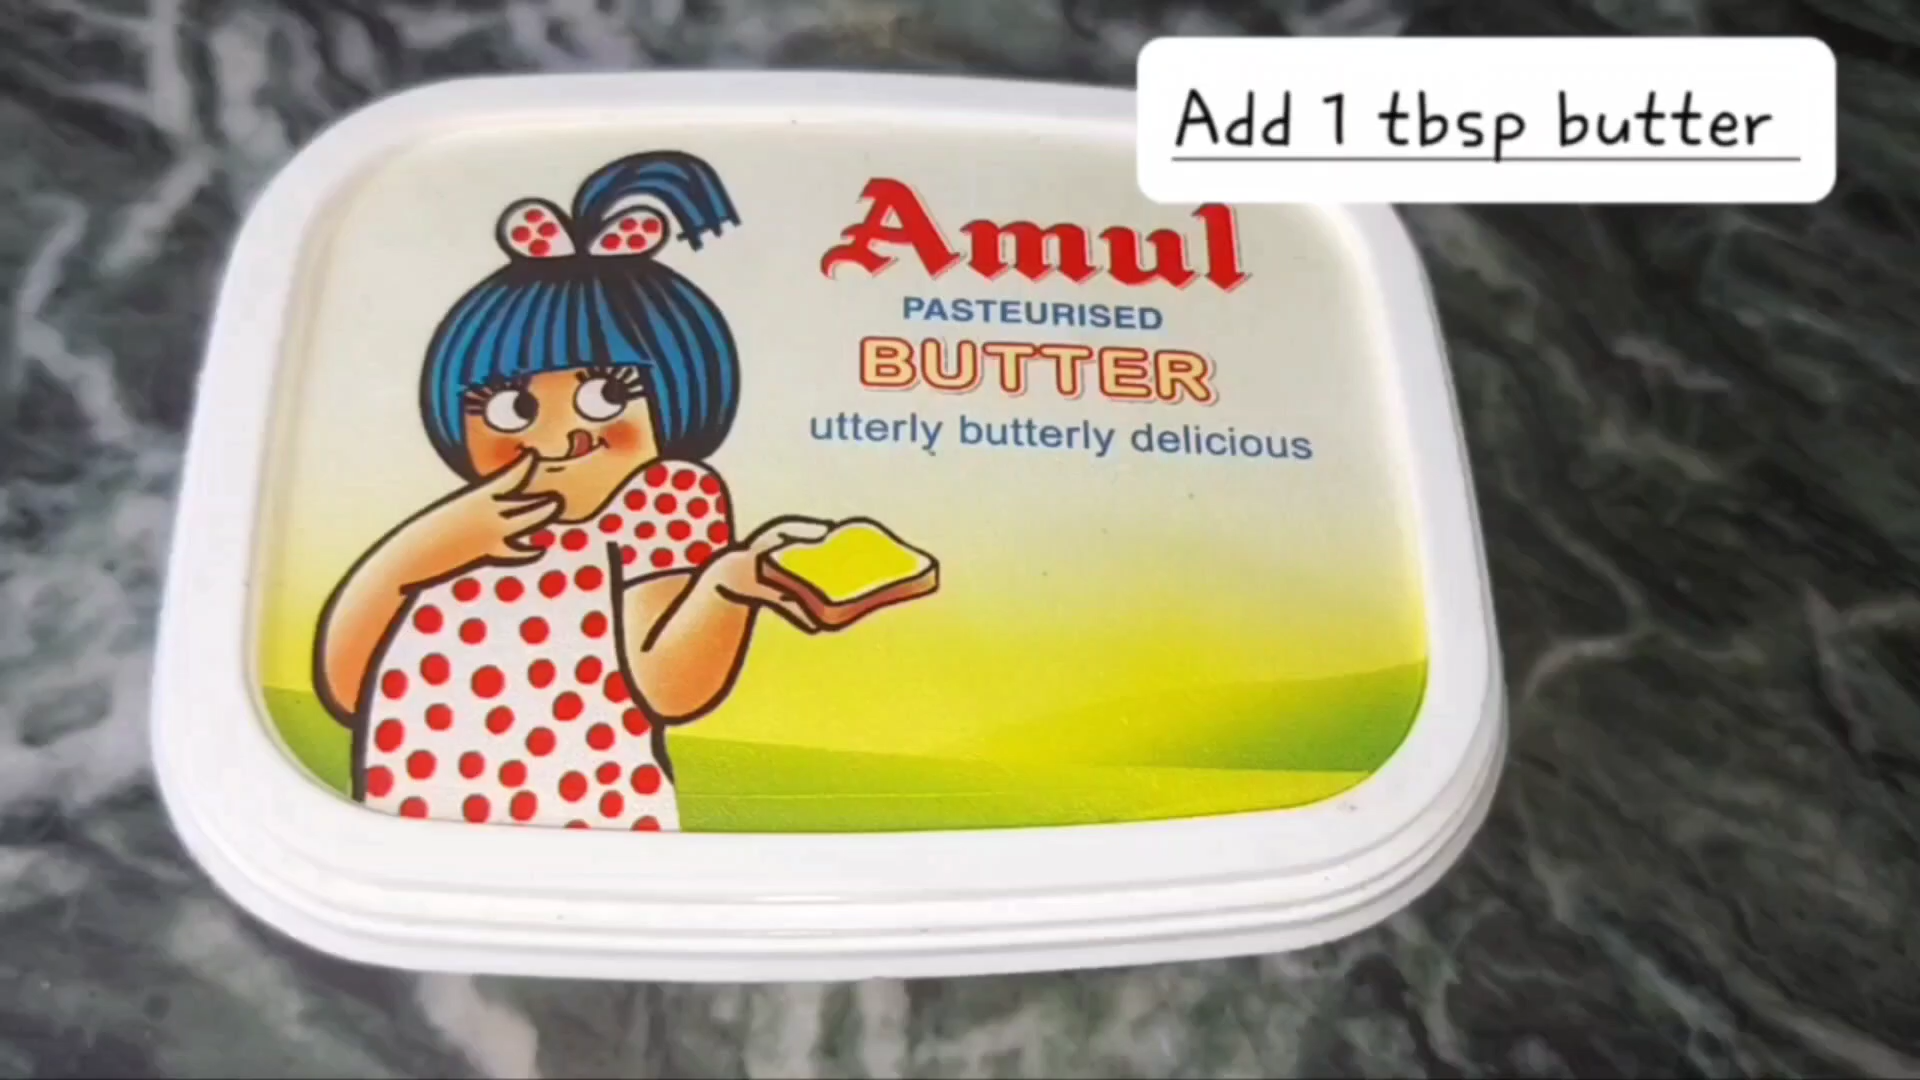 Add 1 tbsp butter
Amul
PASTEURISED
BUTTER
utterly butterly delicious